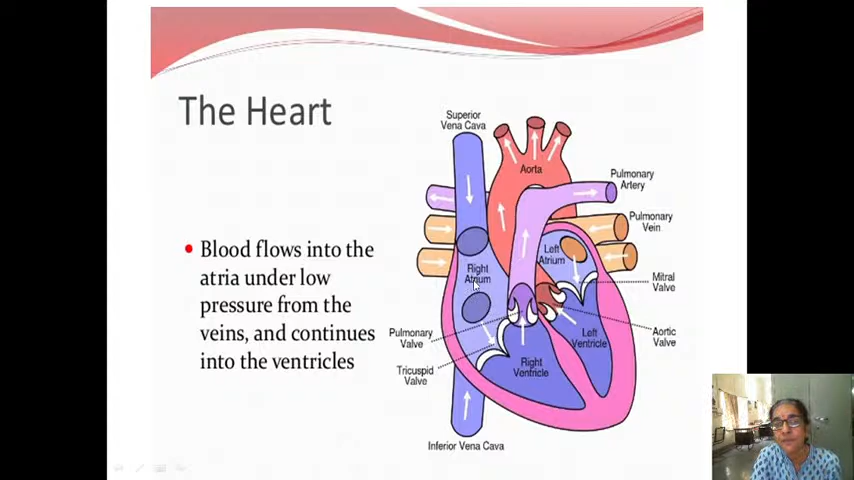 The Heart
• Blood flows into the
atria under low
pressure from the
veins, and continues
into the ventricles
Superior
Vena Cava
Aorta
Pulmonary
Artery
Pulmonary
Vein
Left
Atrium
Right
Atrium
Mitral
Valve
Pulmonary
Valve
Left
Ventricle
Aortic
Valve
Right
Ventricle
Tricuspid
Valve
Inferior Vena Cava